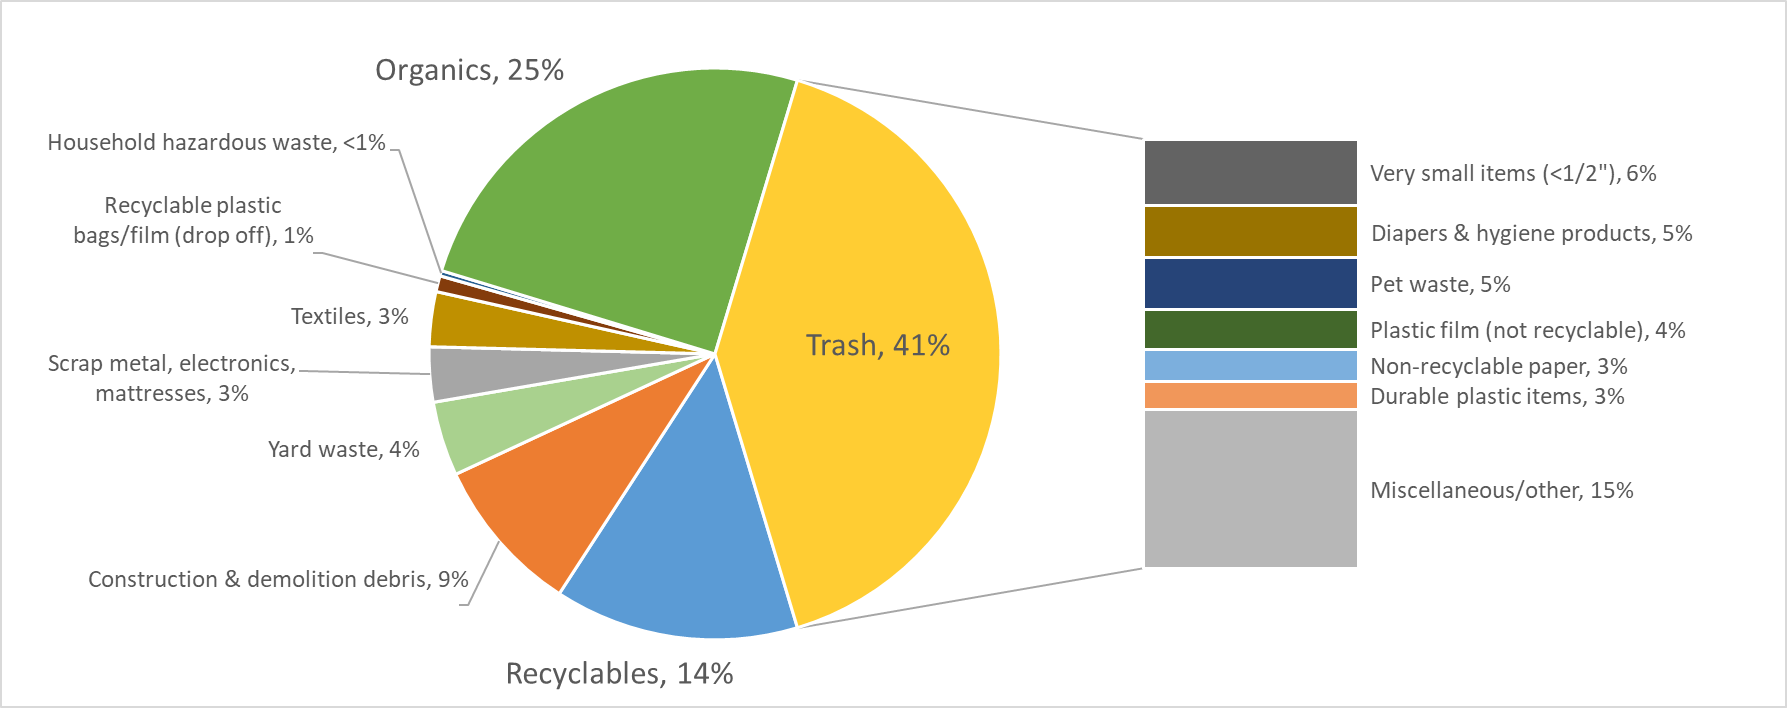 Organics, 25%
Household hazardous waste, <1%
Recyclable plastic
bags/film (drop off), 1%
Textiles, 3%
Scrap metal, electronics,
mattresses, 3%
Yard waste, 4%
Construction & demolition debris, 9%
Recyclables, 14%
Trash, 41%
Very small items (<1/2"), 6%
Diapers & hygiene products, 5%
Pet waste, 5%
Plastic film (not recyclable), 4%
Non-recyclable paper, 3%
Durable plastic items, 3%
Miscellaneous/other, 15%